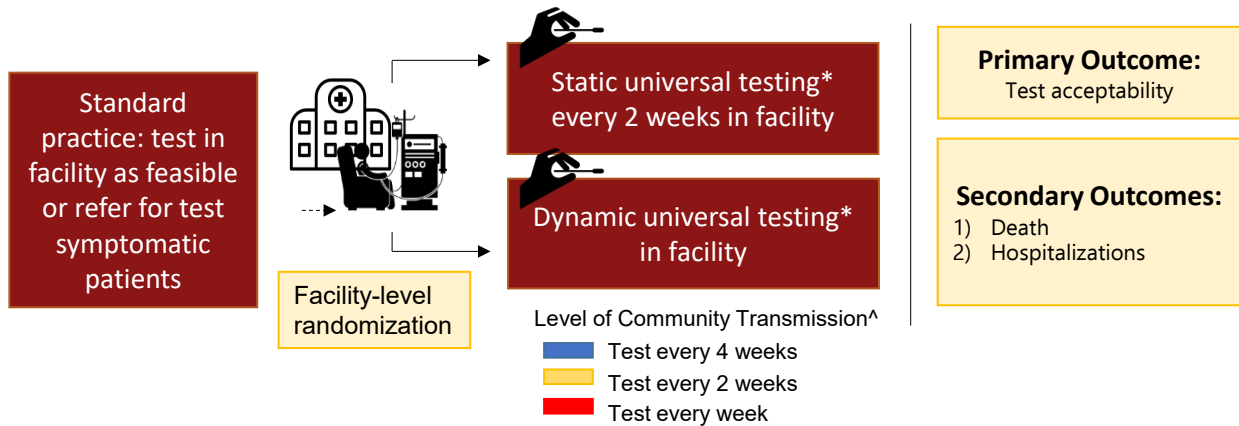 Standard
practice: test in
facility as feasible
or refer for test
symptomatic
patients
Facility-level
randomization
Static universal testing*
every 2 weeks in facility
Dynamic universal testing*
in facility
Level of Community Transmission^
Test every 4 weeks
Test every 2 weeks
Test every week
Primary Outcome:
Test acceptability
Secondary Outcomes:
1) Death
2) Hospitalizations